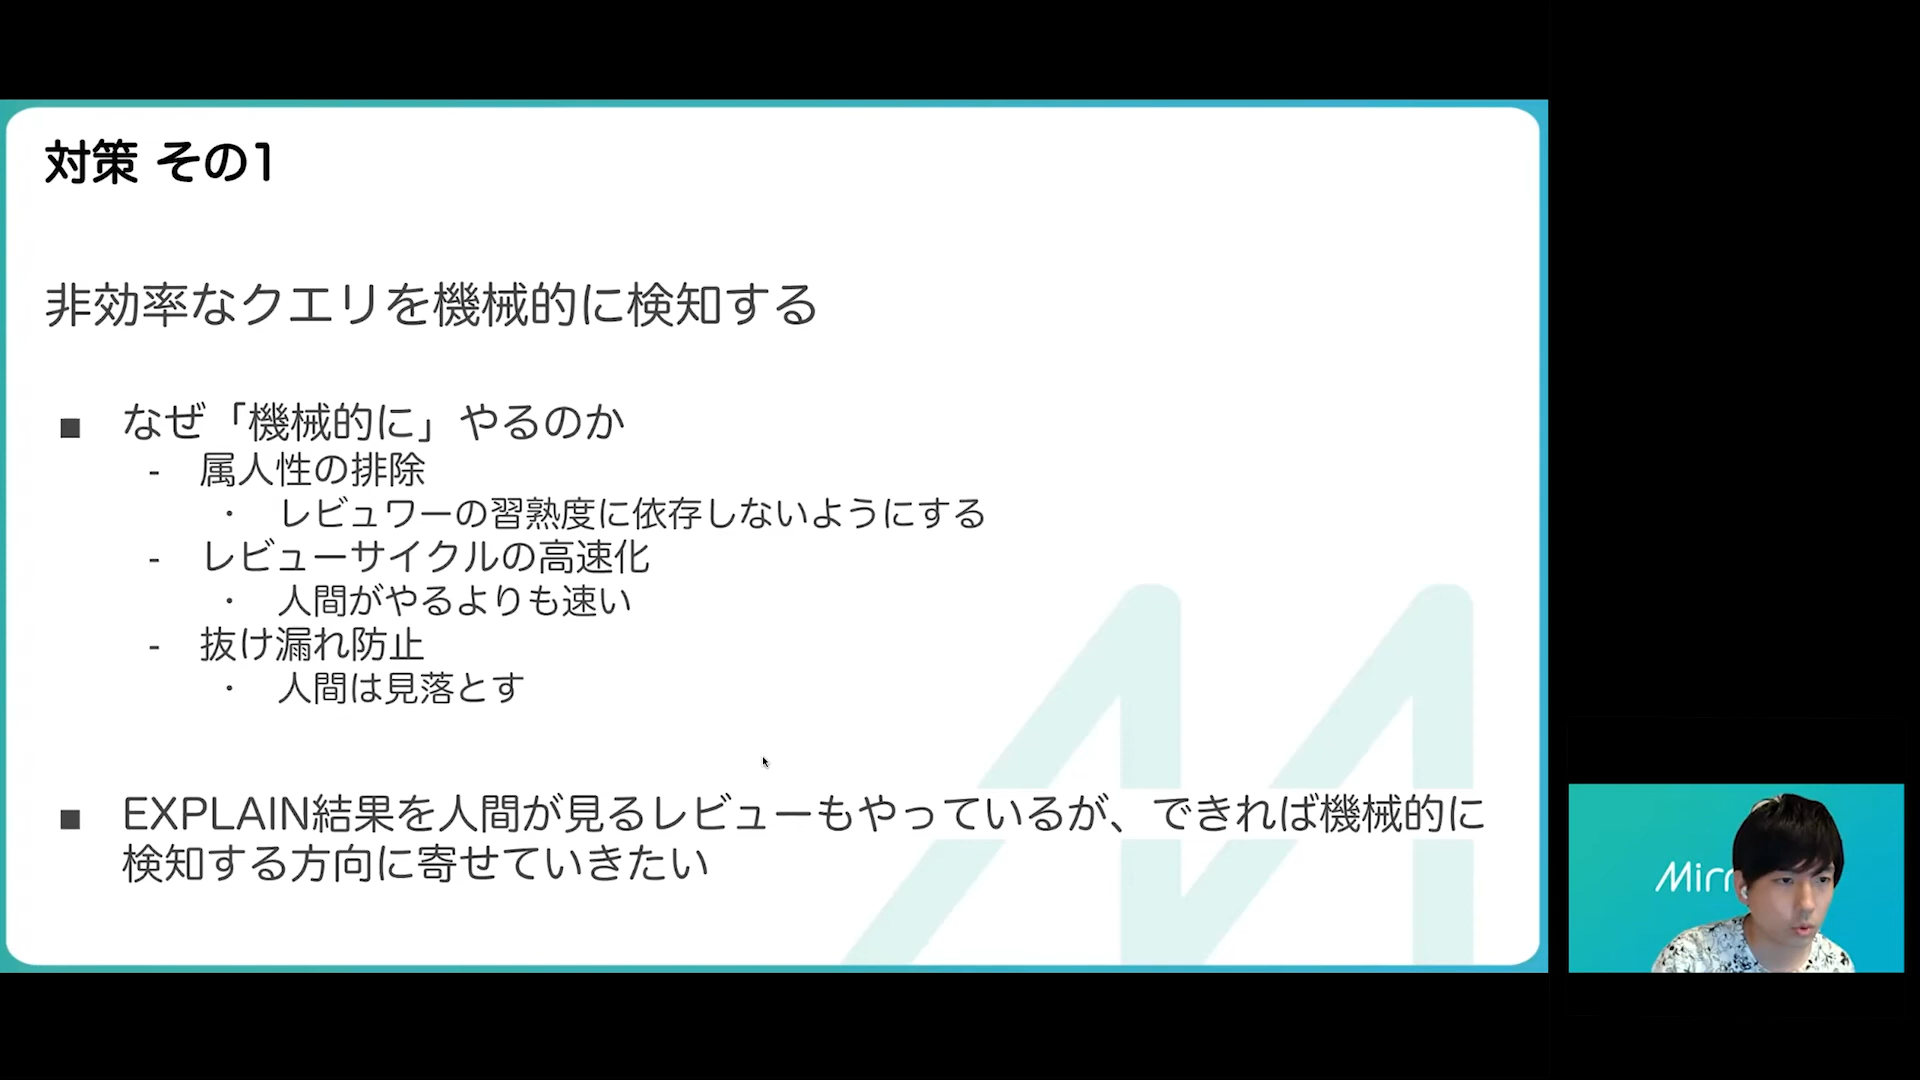 対策 その1
非効率なクエリを機械的に検知する
■ なぜ「機械的に」やるのか
- 属人性の排除
・ レビュワーの習熟度に依存しないようにする
- レビューサイクルの高速化
・ 人間がやるよりも速い
- 抜け漏れ防止
・ 人間は見落とす
■ EXPLAIN結果を人間が見るレビューもやっているが、できれば機械的に
検知する方向に寄せていきたい
Mirr